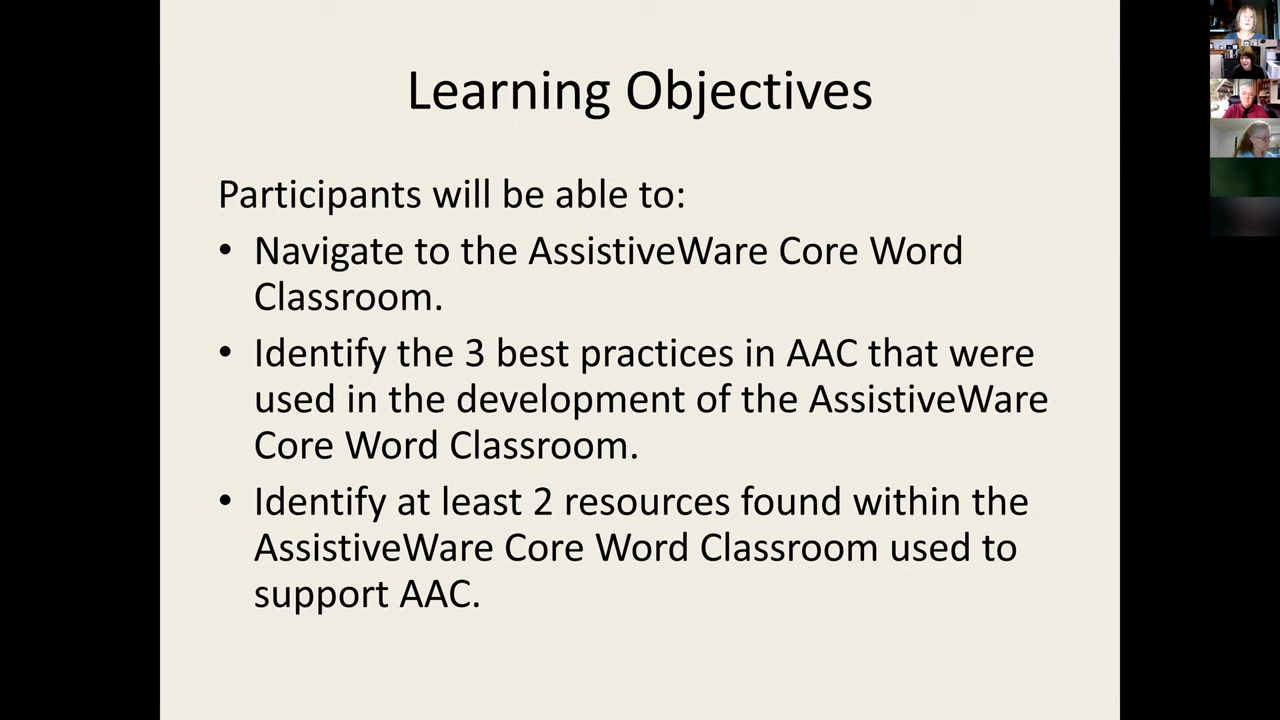 Learning Objectives
Participants will be able to:
• Navigate to the AssistiveWare Core Word
Classroom.
• Identify the 3 best practices in AAC that were
used in the development of the AssistiveWare
Core Word Classroom.
• Identify at least 2 resources found within the
AssistiveWare Core Word Classroom used to
support AAC.